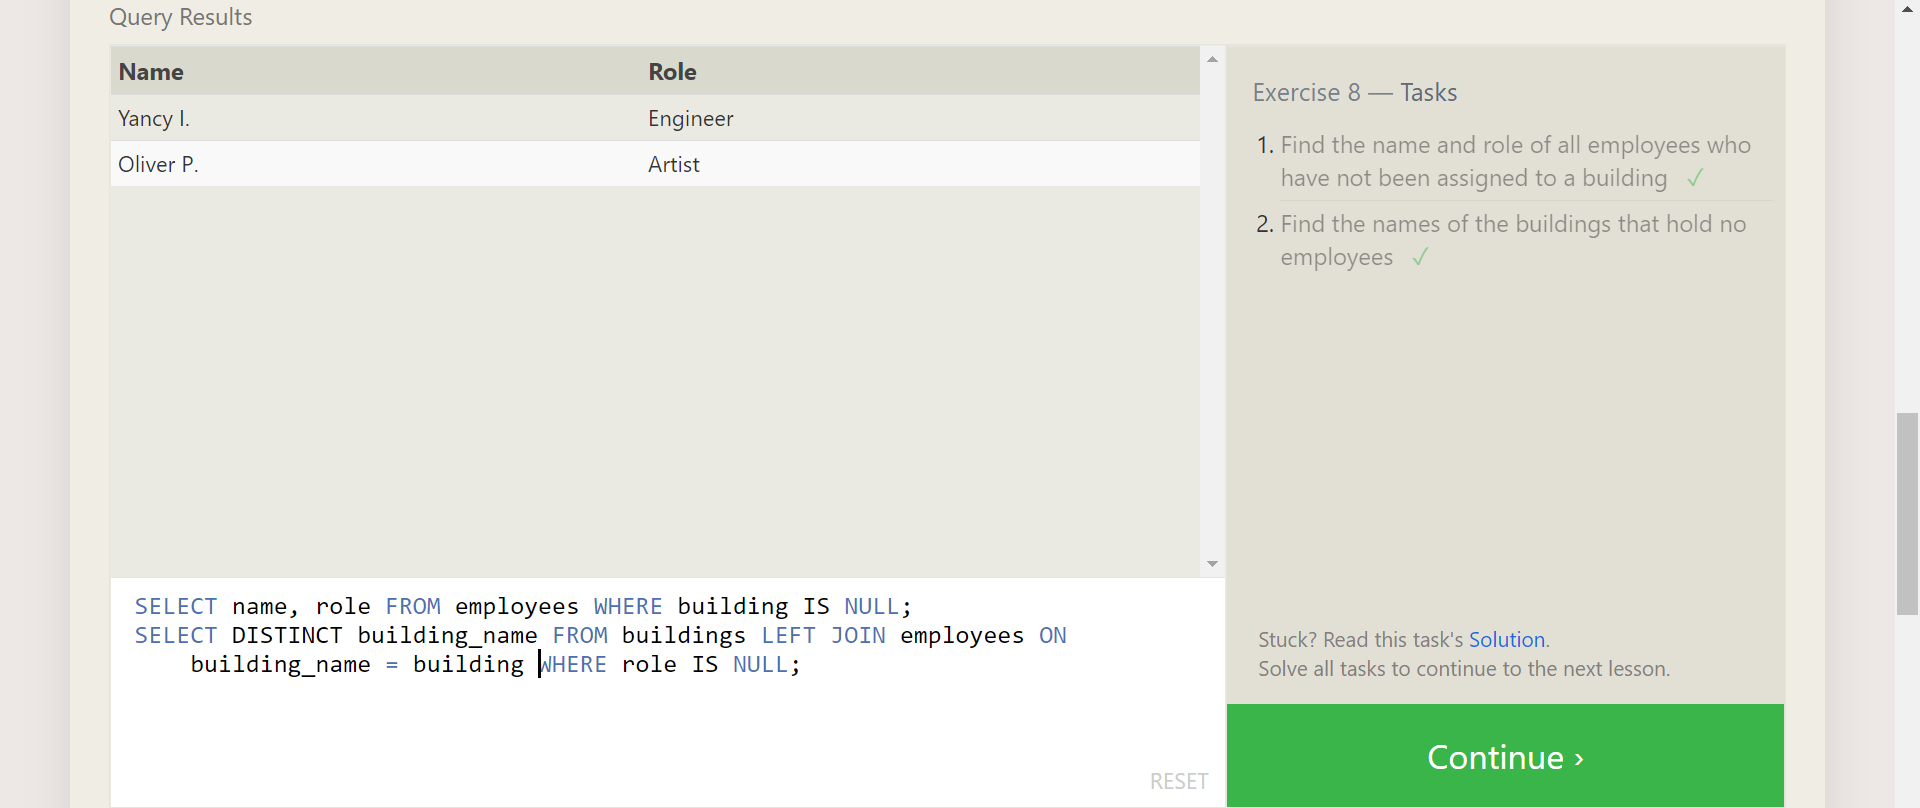 Query Results
Name Role
Yancy I. Engineer
Oliver P. Artist
Exercise 8 — Tasks
1. Find the name and role of all employees who
have not been assigned to a building ✓
2. Find the names of the buildings that hold no
employees ✓
SELECT name, role FROM employees WHERE building IS NULL;
SELECT DISTINCT building_name FROM buildings LEFT JOIN employees ON
building_name = building WHERE role IS NULL;
RESET
Stuck? Read this task's Solution.
Solve all tasks to continue to the next lesson.
Continue ›